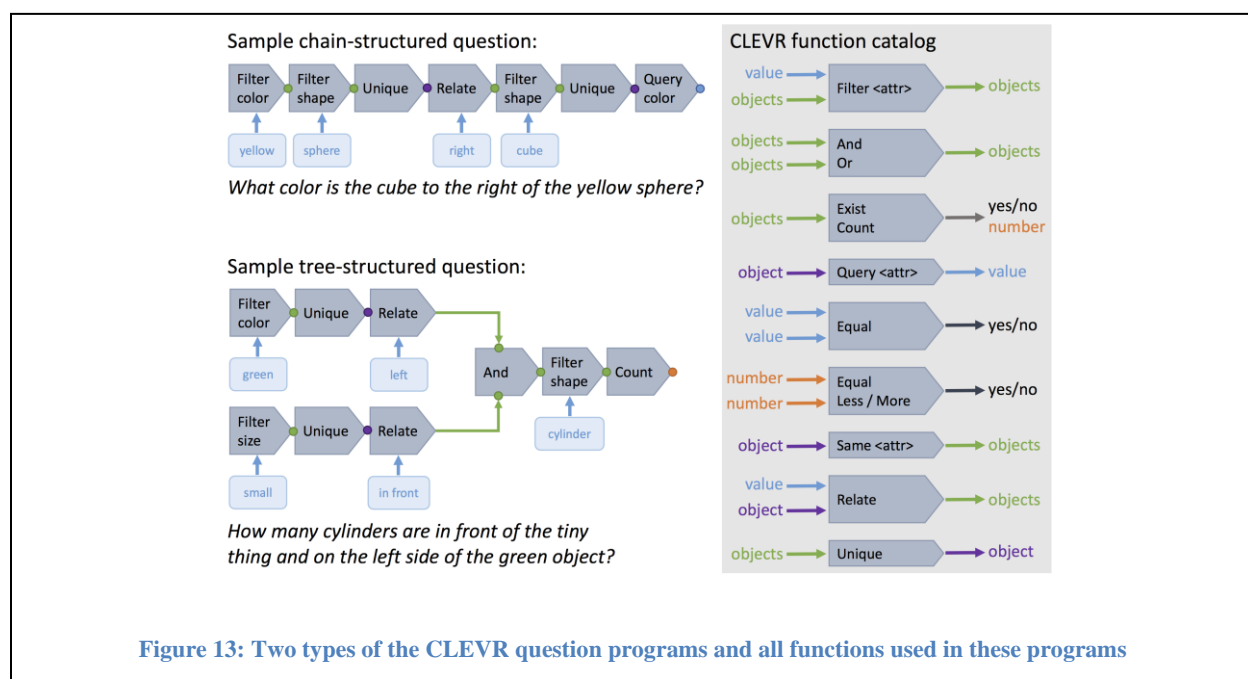 Sample chain-structured question:
Filter color
Filter shape
Unique
Relate
Filter shape
Unique
Query color
yellow
sphere
right
cube
What color is the cube to the right of the yellow sphere?
Sample tree-structured question:
Filter color
Unique
Relate
green
left
And
Filter shape
Count
cylinder
Filter size
Unique
Relate
small
in front
How many cylinders are in front of the tiny
thing and on the left side of the green object?
CLEVR function catalog
value
objects
Filter <attr>
objects
objects
objects
And
Or
objects
objects
Exist
Count
yes/no
number
object
Query <attr>
value
value
value
Equal
yes/no
number
number
Equal
Less / More
yes/no
object
Same <attr>
objects
value
object
Relate
objects
objects
Unique
object
Figure 13: Two types of the CLEVR question programs and all functions used in these programs